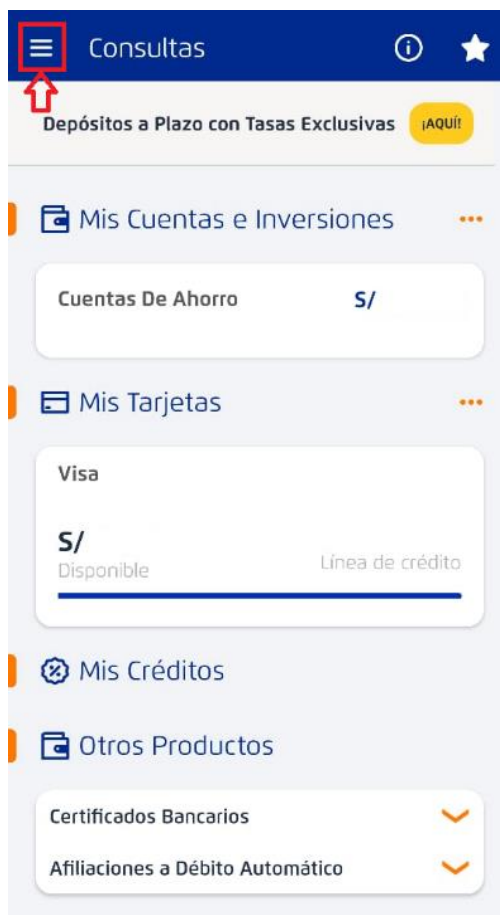 Consultas
Depósitos a Plazo con Tasas Exclusivas ¡AQUÍ!
Mis Cuentas e Inversiones
Cuentas De Ahorro S/
Mis Tarjetas
Visa
S/
Disponible Línea de crédito
Mis Créditos
Otros Productos
Certificados Bancarios
Afiliaciones a Débito Automático